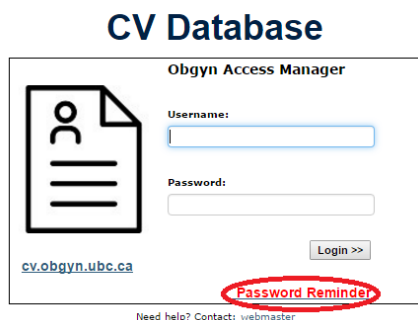 CV Database
Obgyn Access Manager
Username:
Password:
Login >>
cv.obgyn.ubc.ca
Password Reminder
Need help? Contact: webmaster